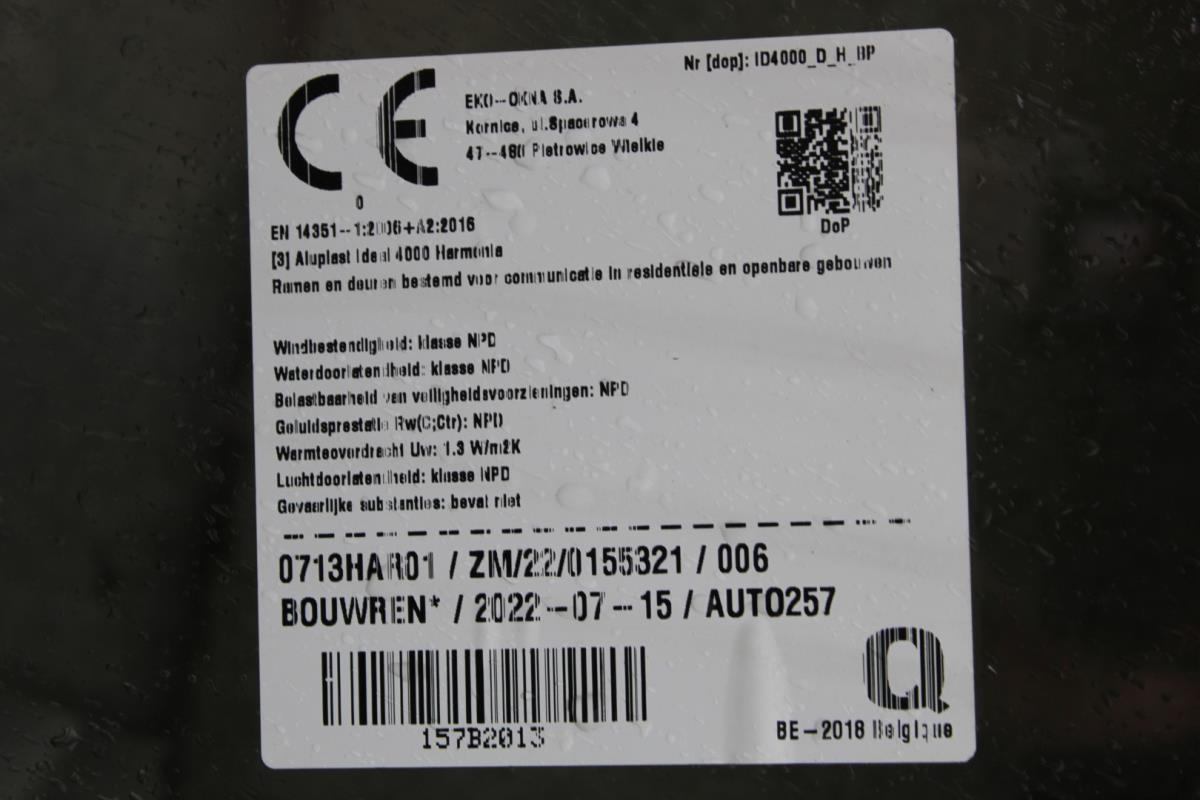 Nr [dop]: ID4000_D_H_BP
CE
EKO-OKNA S.A.
Kornice, ul.Spacerowa 4
47-480 Pietrowice Wielkie
0
DoP
EN 14351-1:2006+A2:2016
[3] Aluplast Ideal 4000 Harmonia
Ramen en deuren bestemd voor communicatie in residentiele en openbare gebouwen
Windbestendigheid: klasse NPD
Waterdoorlatendheid: klasse NPD
Belastbaarheid van veiligheidsvoorzieningen: NPD
Geluidsprestatie Rw(C;Ctr): NPD
Warmteoverdracht Uw: 1.3 W/m2K
Luchtdoorlatendheid: klasse NPD
Gevaarlijke substanties: bevat niet
0713HAR01 / ZM/22/0155321 / 006
BOUWREN* / 2022-07-15 / AUTO257
157B2013
Q
BE-2018 Belgique